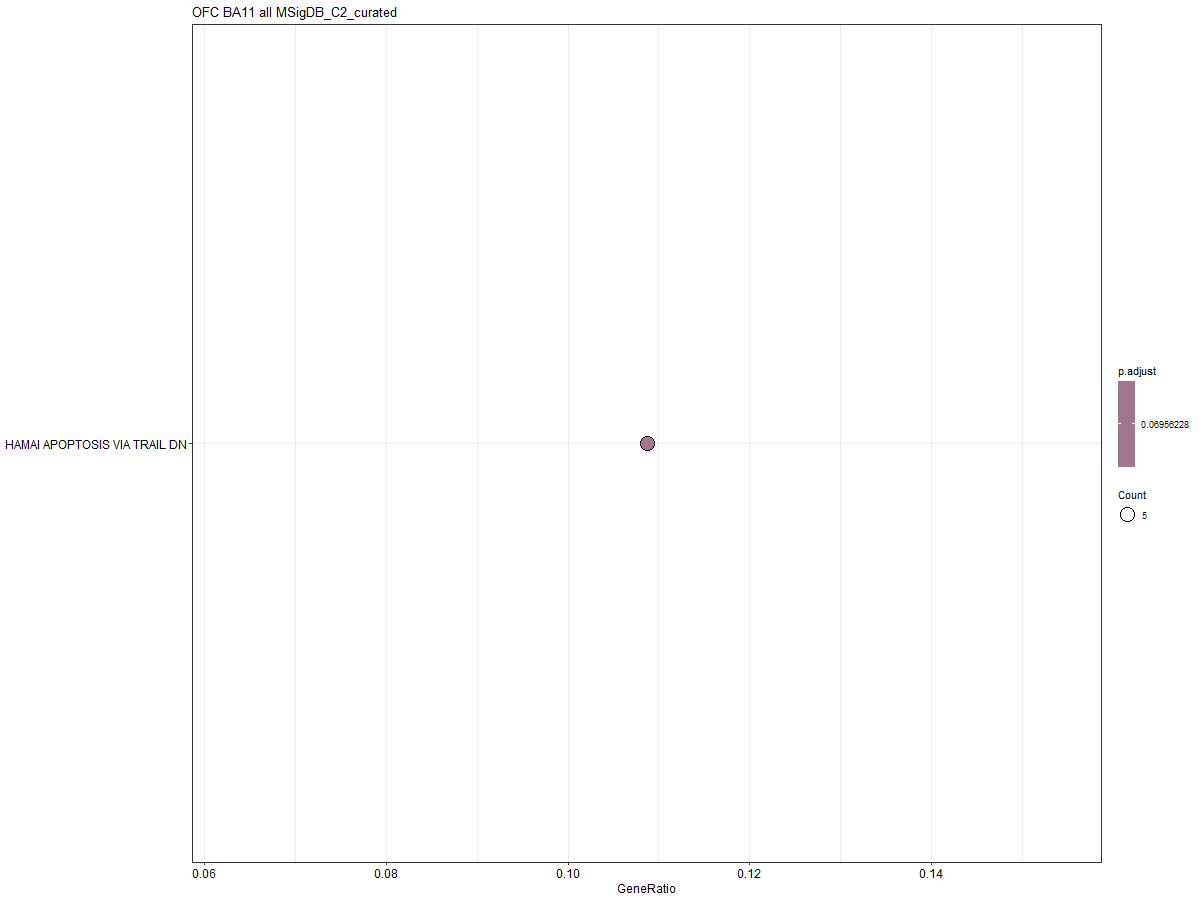 OFC BA11 all MSigDB_C2_curated
HAMAI APOPTOSIS VIA TRAIL DN
p.adjust
0.06956228
Count
5
0.06 0.08 0.10 0.12 0.14
GeneRatio